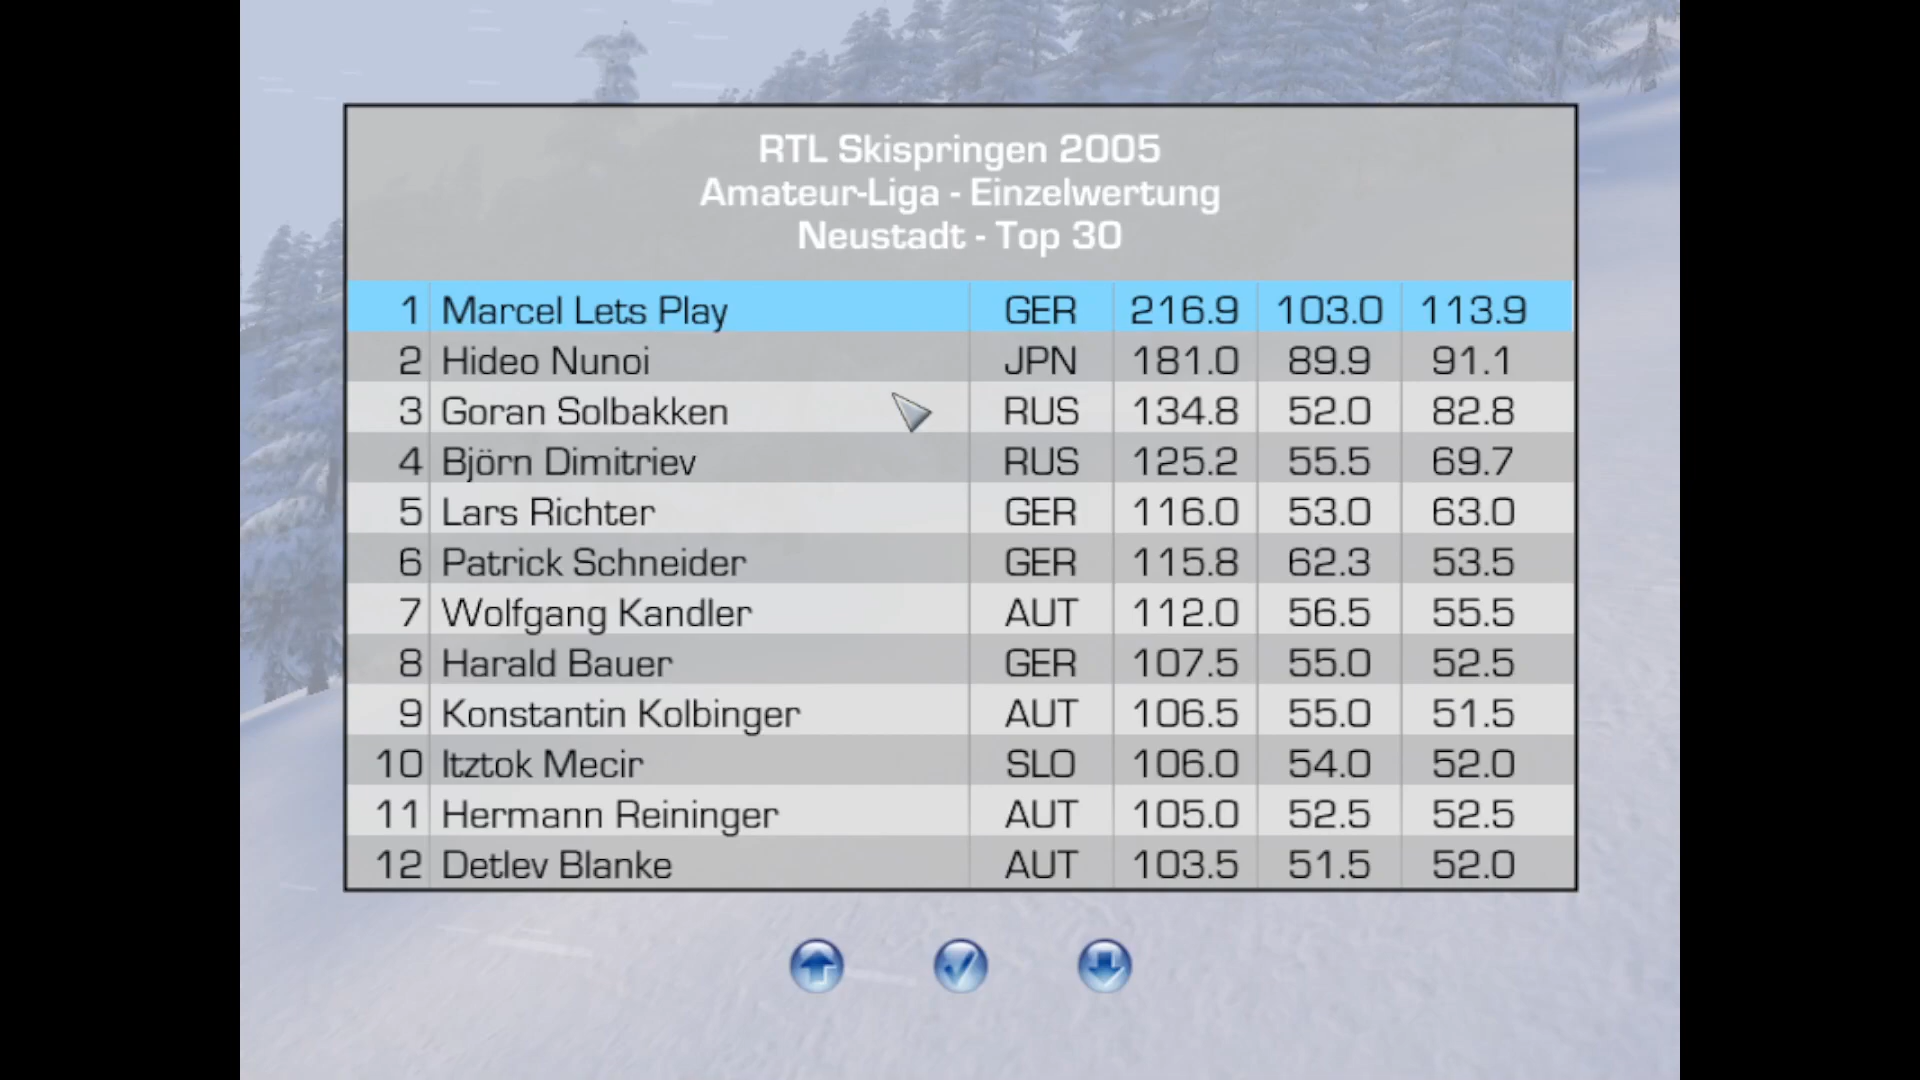 RTL Skispringen 2005
Amateur-Liga - Einzelwertung
Neustadt - Top 30
1 Marcel Lets Play GER 216.9 103.0 113.9
2 Hideo Nunoi JPN 181.0 89.9 91.1
3 Goran Solbakken RUS 134.8 52.0 82.8
4 Björn Dimitriev RUS 125.2 55.5 69.7
5 Lars Richter GER 116.0 53.0 63.0
6 Patrick Schneider GER 115.8 62.3 53.5
7 Wolfgang Kandler AUT 112.0 56.5 55.5
8 Harald Bauer GER 107.5 55.0 52.5
9 Konstantin Kolbinger AUT 106.5 55.0 51.5
10 Itztok Mecir SLO 106.0 54.0 52.0
11 Hermann Reininger AUT 105.0 52.5 52.5
12 Detlev Blanke AUT 103.5 51.5 52.0